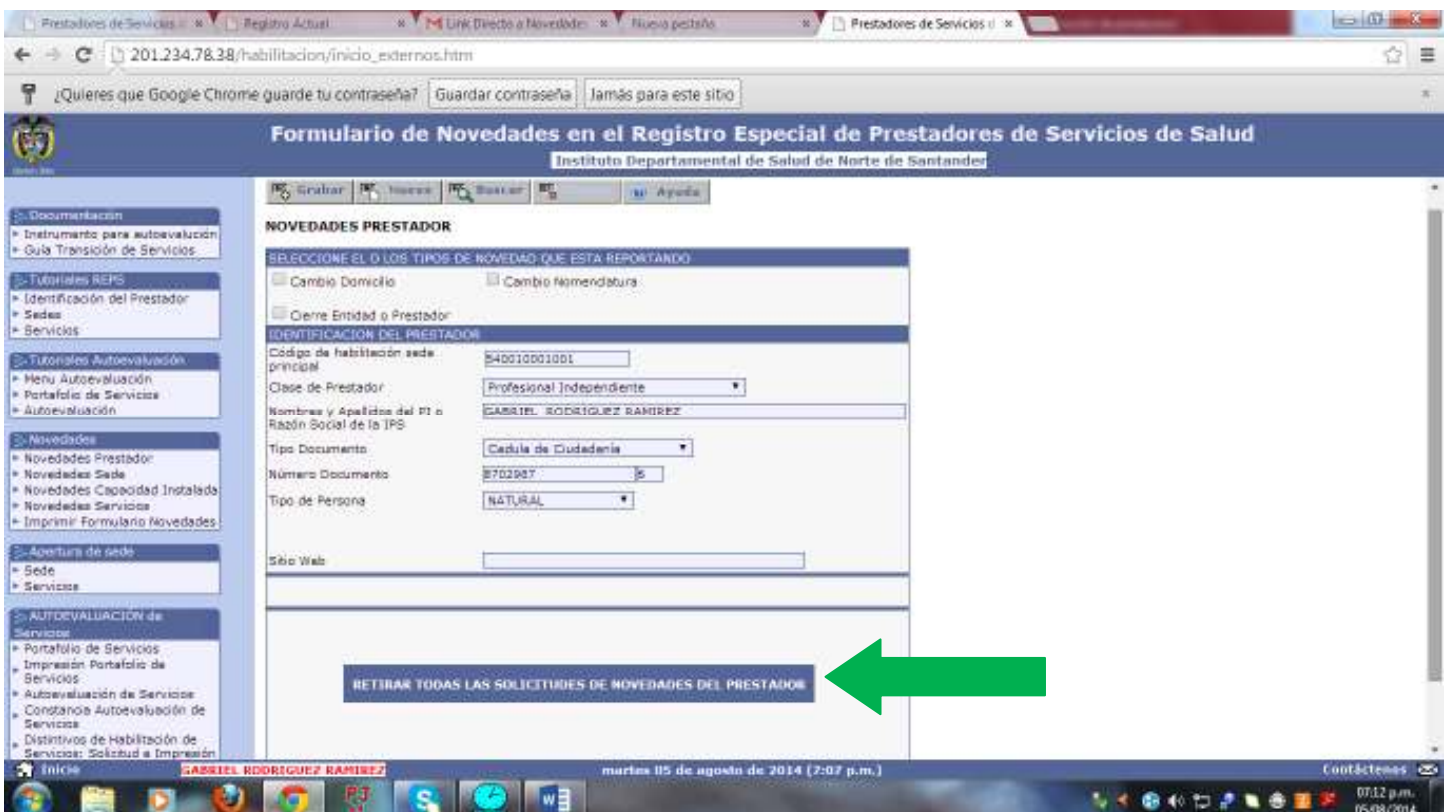 Prestadores de Servicios
Registro Actual
Link Directo a Novedades
Nueva pestaña
Prestadores de Servicios d
201.234.78.38/habilitacion/inicio_externos.htm
¿Quieres que Google Chrome guarde tu contraseña? Guardar contraseña Jamás para este sitio
Formulario de Novedades en el Registro Especial de Prestadores de Servicios de Salud
Instituto Departamental de Salud de Norte de Santander
Grabar Nuevo Buscar Ayuda
Documentación
Instrumento para autoevalución
Guía Transición de Servicios
Tutoriales REPS
Identificación del Prestador
Sedes
Servicios
Tutoriales Autoevaluación
Menu Autoevaluación
Portafolio de Servicios
Autoevaluación
Novedades
Novedades Prestador
Novedades Sede
Novedades Capacidad Instalada
Novedades Servicios
Imprimir Formulario Novedades
Apertura de sede
Sede
Servicios
AUTOEVALUACIÓN de
Servicios
Portafolio de Servicios
Impresión Portafolio de
Servicios
Autoevaluación de Servicios
Constancia Autoevaluación de
Servicios
Distintivos de Habilitación de
Servicios: Solicitud e Impresión
NOVEDADES PRESTADOR
SELECCIONE EL O LOS TIPOS DE NOVEDAD QUE ESTA REPORTANDO
Cambio Domicilio Cambio Nomenclatura
Cierre Entidad o Prestador
IDENTIFICACION DEL PRESTADOR
Código de habilitación sede
principal 540010001001
Clase de Prestador Profesional Independiente
Nombres y Apellidos del PI o
Razón Social de la IPS GABRIEL RODRIGUEZ RAMIREZ
Tipo Documento Cedula de Ciudadania
Número Documento 8702987
Tipo de Persona NATURAL
Sitio Web
RETIRAR TODAS LAS SOLICITUDES DE NOVEDADES DEL PRESTADOR
Inicio GABRIEL RODRIGUEZ RAMIREZ martes 05 de agosto de 2014 (7:07 p.m.) Contáctenos
07:12 p.m.
05/08/2014